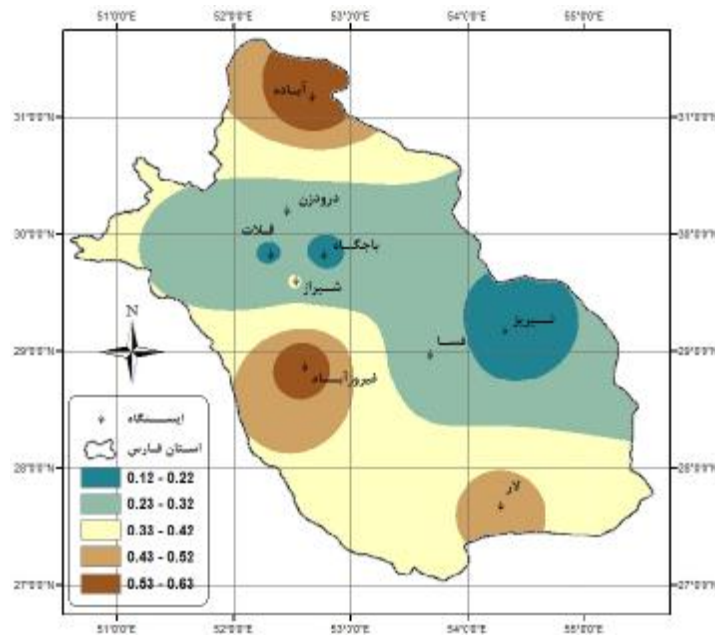 51°0'0"E 52°0'0"E 53°0'0"E 54°0'0"E 55°0'0"E
آباده
31°0'0"N 31°0'0"N
درودزن
30°0'0"N 30°0'0"N
قلات
باجگاه
شیراز
نیریز
N
فسا
29°0'0"N 29°0'0"N
فیروزآباد
ایستگاه
استان فارس
28°0'0"N 28°0'0"N
لار
0.12 - 0.22
0.23 - 0.32
0.33 - 0.42
0.43 - 0.52
0.53 - 0.63
27°0'0"N 27°0'0"N
51°0'0"E 52°0'0"E 53°0'0"E 54°0'0"E 55°0'0"E